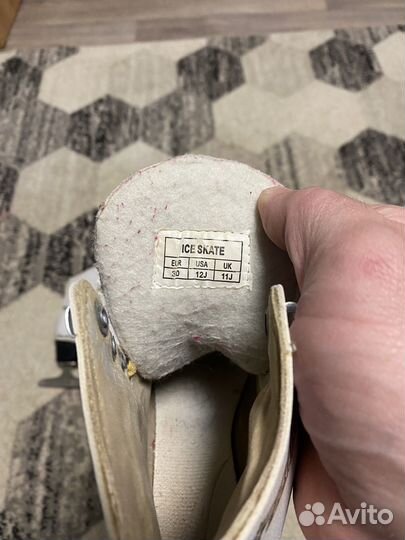 ICE SKATE
EUR USA UK
30 12J 11J
Avito